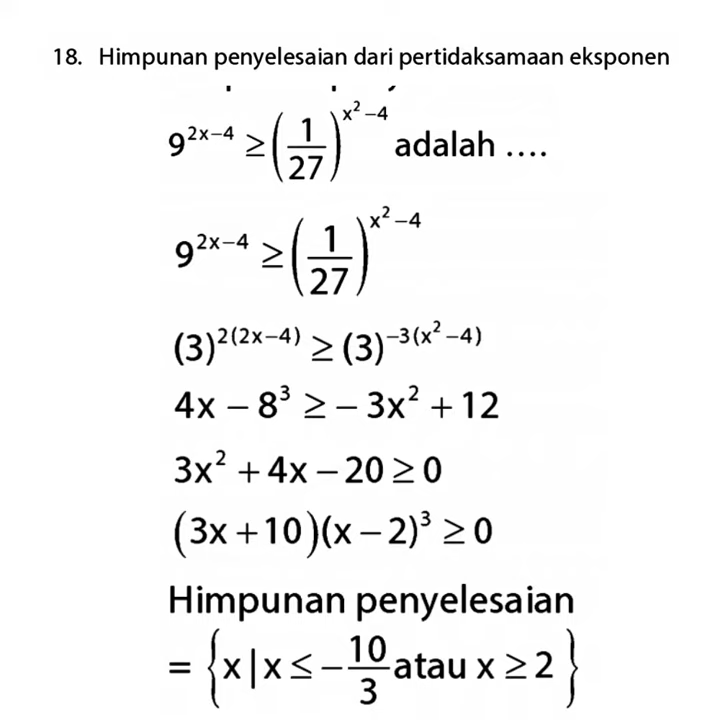 18. Himpunan penyelesaian dari pertidaksamaan eksponen
9^{2x−4} ≥ (1/27)^{x²−4} adalah ....
9^{2x−4} ≥ (1/27)^{x²−4}
(3)^{2(2x−4)} ≥ (3)^{−3(x²−4)}
4x − 8³ ≥ − 3x² + 12
3x² + 4x − 20 ≥ 0
(3x + 10)(x − 2)³ ≥ 0
Himpunan penyelesaian
= {x | x ≤ −10/3 atau x ≥ 2}